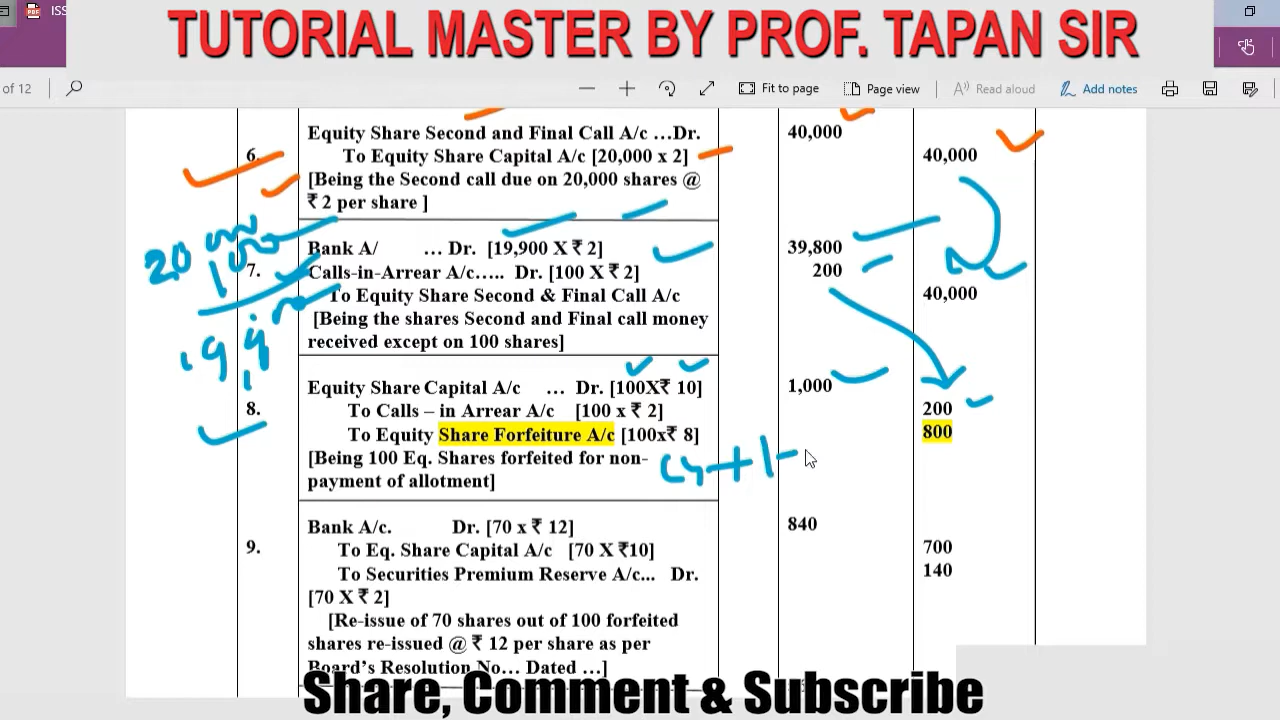 ISS
TUTORIAL MASTER BY PROF. TAPAN SIR
of 12
Fit to page
Page view
Read aloud
Add notes
Equity Share Second and Final Call A/c …Dr. 40,000
6. To Equity Share Capital A/c [20,000 x 2] 40,000
[Being the Second call due on 20,000 shares @
₹ 2 per share ]
Bank A/ … Dr. [19,900 X ₹ 2] 39,800
7. Calls-in-Arrear A/c….. Dr. [100 X ₹ 2] 200
To Equity Share Second & Final Call A/c 40,000
[Being the shares Second and Final call money
received except on 100 shares]
Equity Share Capital A/c … Dr. [100X₹ 10] 1,000
8. To Calls – in Arrear A/c [100 x ₹ 2] 200
To Equity Share Forfeiture A/c [100x₹ 8] 800
[Being 100 Eq. Shares forfeited for non-
payment of allotment]
Bank A/c. Dr. [70 x ₹ 12] 840
9. To Eq. Share Capital A/c [70 X ₹10] 700
To Securities Premium Reserve A/c... Dr. 140
[70 X ₹ 2]
[Re-issue of 70 shares out of 100 forfeited
shares re-issued @ ₹ 12 per share as per
Board's Resolution No… Dated …]
Share, Comment & Subscribe